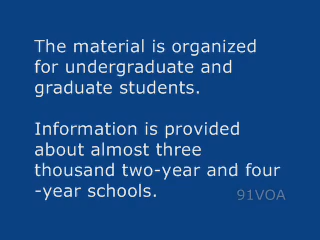 The material is organized
for undergraduate and
graduate students.
Information is provided
about almost three
thousand two-year and four
-year schools.
91VOA